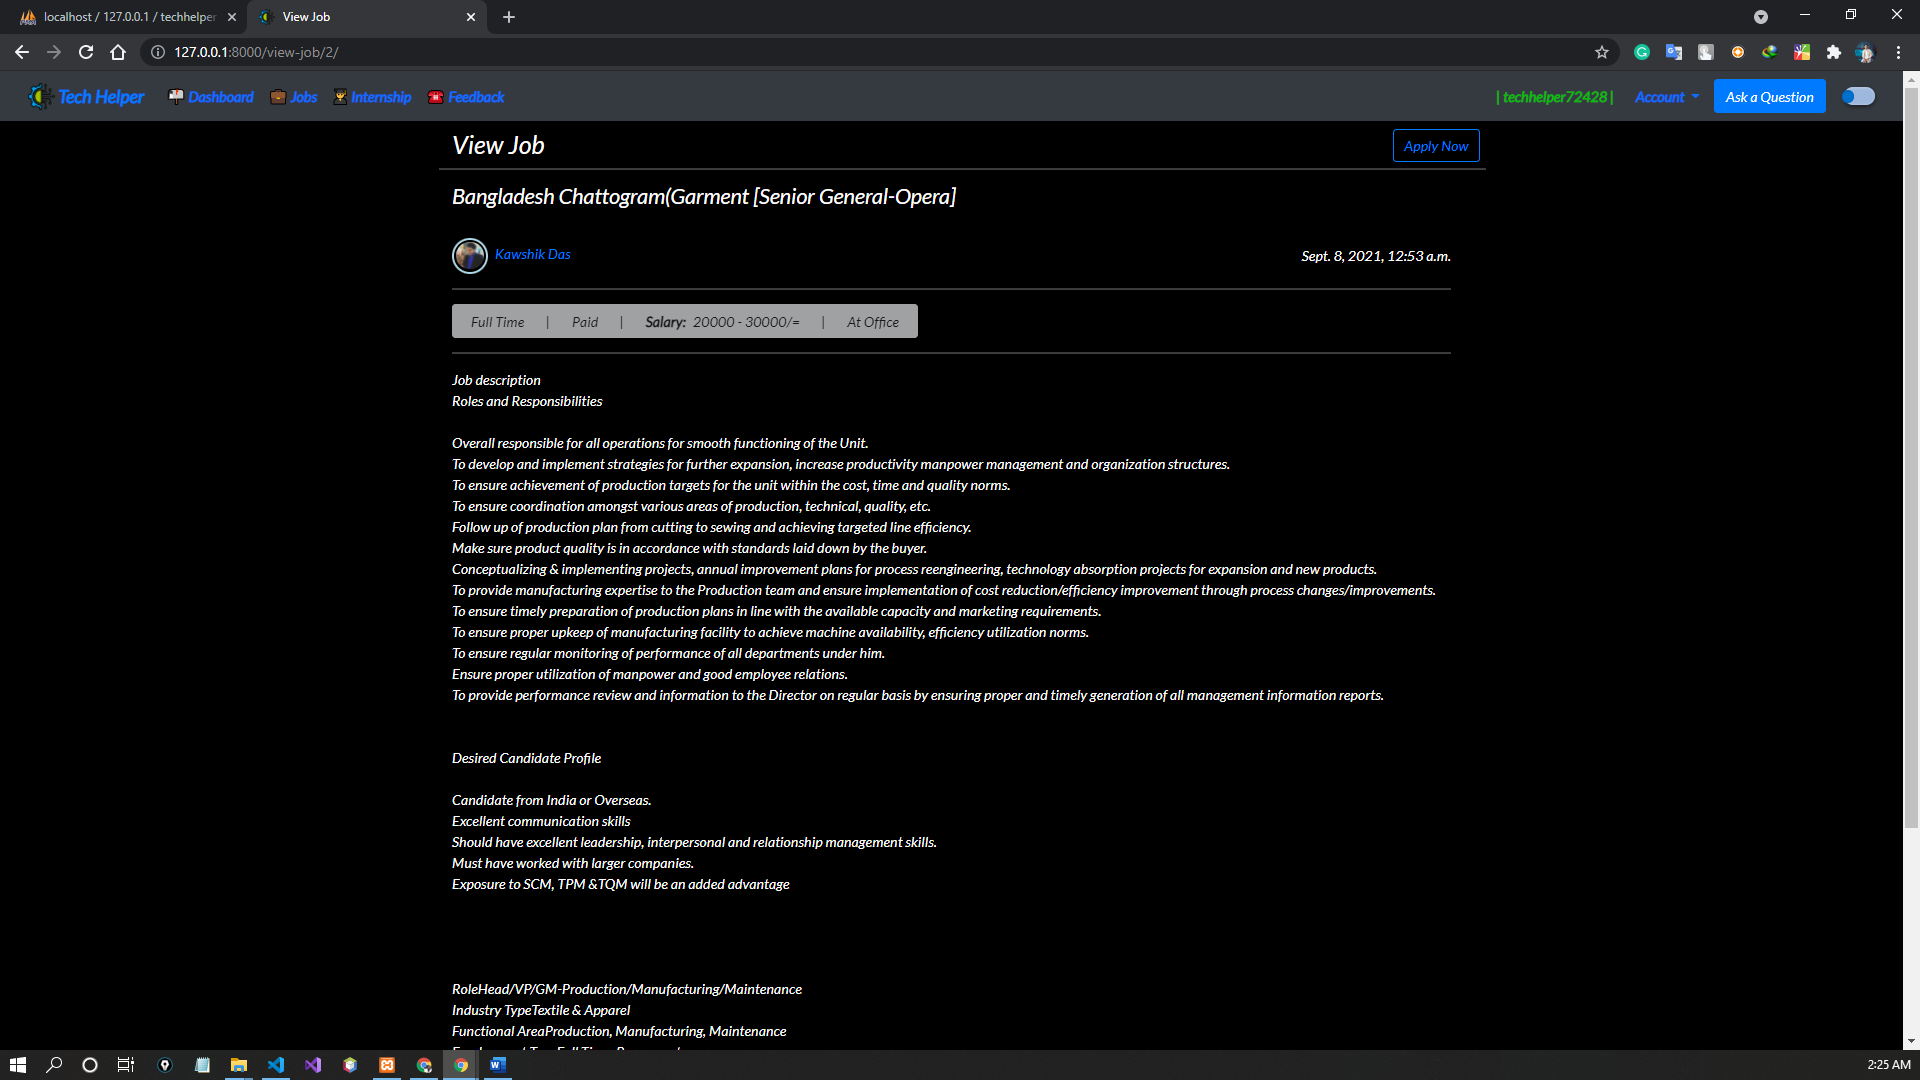 localhost / 127.0.0.1 / techhelper
View Job
127.0.0.1:8000/view-job/2/
Tech Helper
Dashboard
Jobs
Internship
Feedback
| techhelper72428 |
Account
Ask a Question
View Job
Apply Now
Bangladesh Chattogram(Garment [Senior General-Opera]
Kawshik Das
Sept. 8, 2021, 12:53 a.m.
Full Time | Paid | Salary: 20000 - 30000/= | At Office
Job description
Roles and Responsibilities
Overall responsible for all operations for smooth functioning of the Unit.
To develop and implement strategies for further expansion, increase productivity manpower management and organization structures.
To ensure achievement of production targets for the unit within the cost, time and quality norms.
To ensure coordination amongst various areas of production, technical, quality, etc.
Follow up of production plan from cutting to sewing and achieving targeted line efficiency.
Make sure product quality is in accordance with standards laid down by the buyer.
Conceptualizing & implementing projects, annual improvement plans for process reengineering, technology absorption projects for expansion and new products.
To provide manufacturing expertise to the Production team and ensure implementation of cost reduction/efficiency improvement through process changes/improvements.
To ensure timely preparation of production plans in line with the available capacity and marketing requirements.
To ensure proper upkeep of manufacturing facility to achieve machine availability, efficiency utilization norms.
To ensure regular monitoring of performance of all departments under him.
Ensure proper utilization of manpower and good employee relations.
To provide performance review and information to the Director on regular basis by ensuring proper and timely generation of all management information reports.
Desired Candidate Profile
Candidate from India or Overseas.
Excellent communication skills
Should have excellent leadership, interpersonal and relationship management skills.
Must have worked with larger companies.
Exposure to SCM, TPM &TQM will be an added advantage
RoleHead/VP/GM-Production/Manufacturing/Maintenance
Industry TypeTextile & Apparel
Functional AreaProduction, Manufacturing, Maintenance
2:25 AM